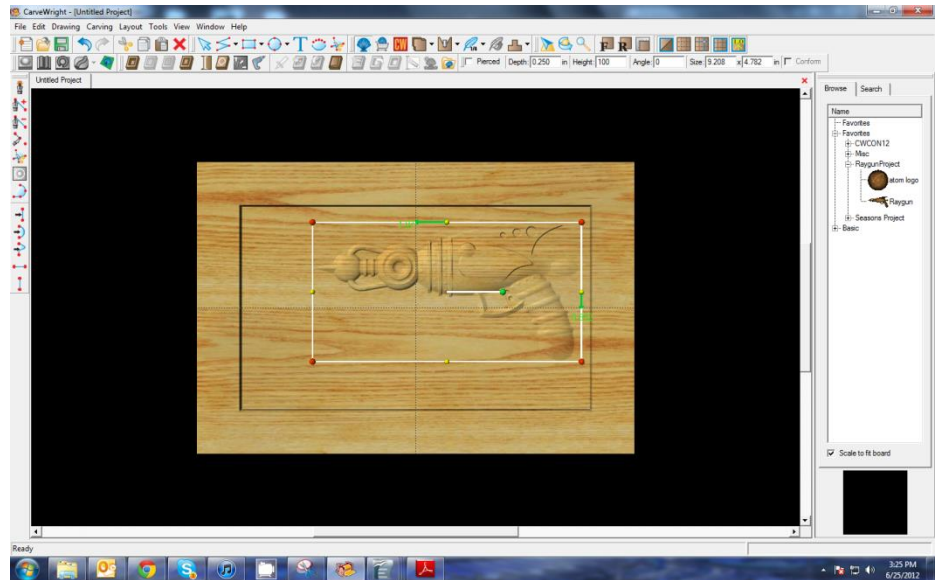 CarveWright - [Untitled Project]
File Edit Drawing Carving Layout Tools View Window Help
Pierced Depth: 0.250 in Height: 100 Angle: 0 Size: 9.208 x 4.782 in Conform
Untitled Project
Browse Search
Name
Favorites
Favorites
CWCON12
Misc
RaygunProject
atom logo
Raygun
Seasons Project
Basic
Scale to fit board
Ready
3:25 PM
6/25/2012